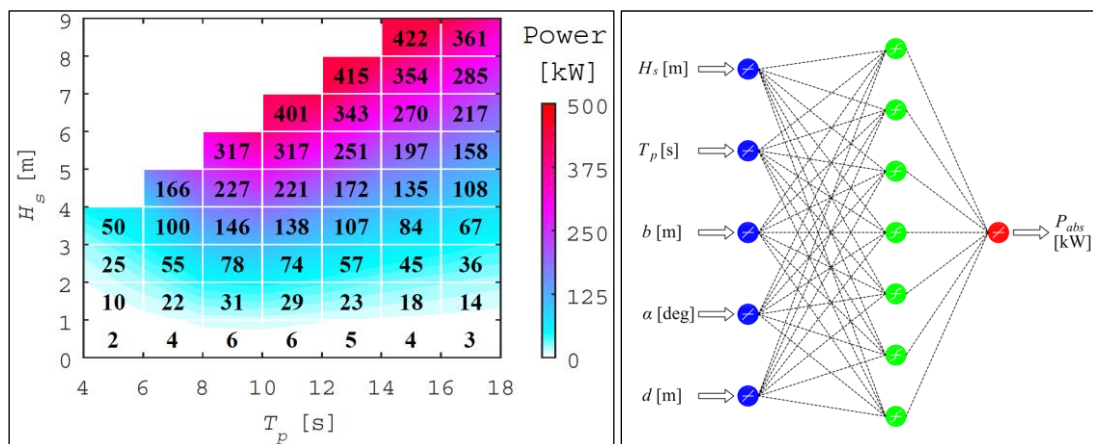 9 422 361 Power
8 415 354 285 [kW]
7 401 343 270 217 500
6 317 317 251 197 158 375
5 166 227 221 172 135 108 250
4 50 100 146 138 107 84 67
3 25 55 78 74 57 45 36 125
2 10 22 31 29 23 18 14
1 2 4 6 6 5 4 3
0 0
H_s [m]
4 6 8 10 12 14 16 18
T_p [s]
H_s [m]
T_p [s]
b [m]
α [deg]
d [m]
P_abs
[kW]